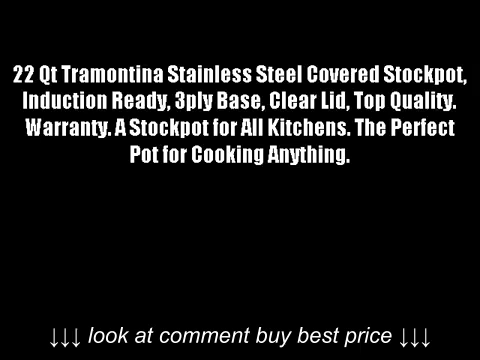 22 Qt Tramontina Stainless Steel Covered Stockpot,
Induction Ready, 3ply Base, Clear Lid, Top Quality.
Warranty. A Stockpot for All Kitchens. The Perfect
Pot for Cooking Anything.
↓↓↓ look at comment buy best price ↓↓↓